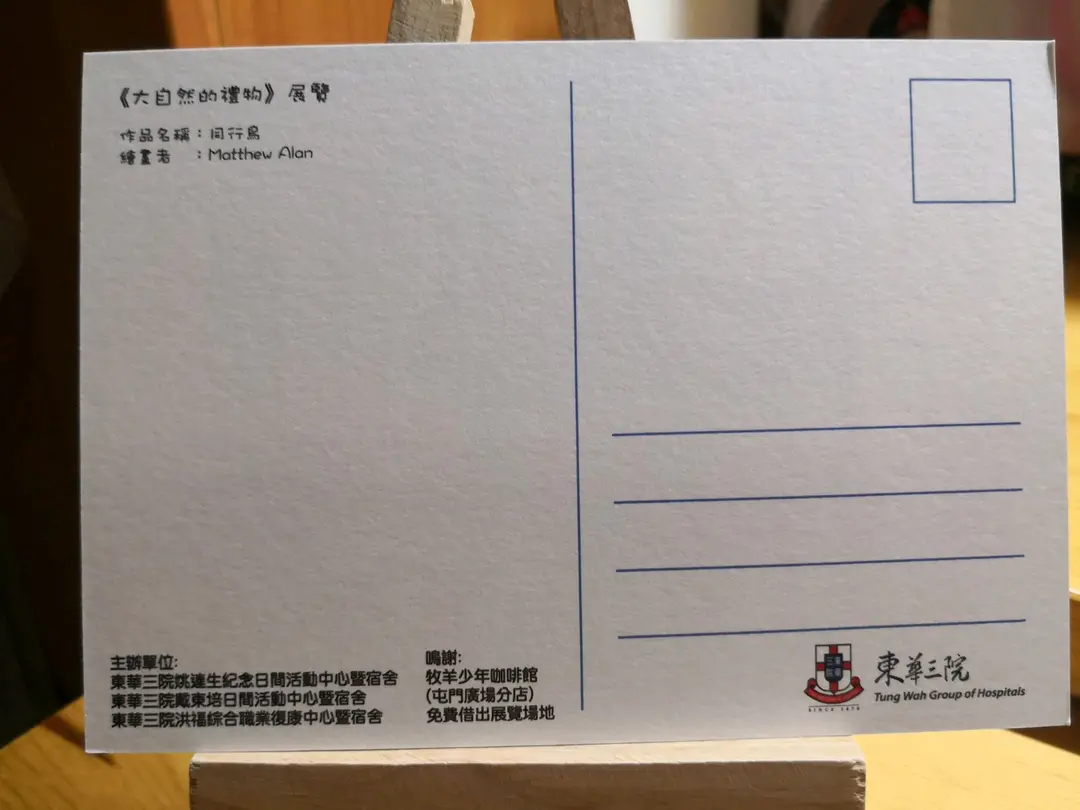 《大自然的禮物》展覽
作品名稱：同行鳥
繪畫者　：Matthew Alan
主辦單位:
東華三院姚達生紀念日間活動中心暨宿舍
東華三院戴東培日間活動中心暨宿舍
東華三院洪福綜合職業復康中心暨宿舍
鳴謝:
牧羊少年咖啡館
(屯門廣場分店)
免費借出展覽場地
東華三院
Tung Wah Group of Hospitals
SINCE 1870